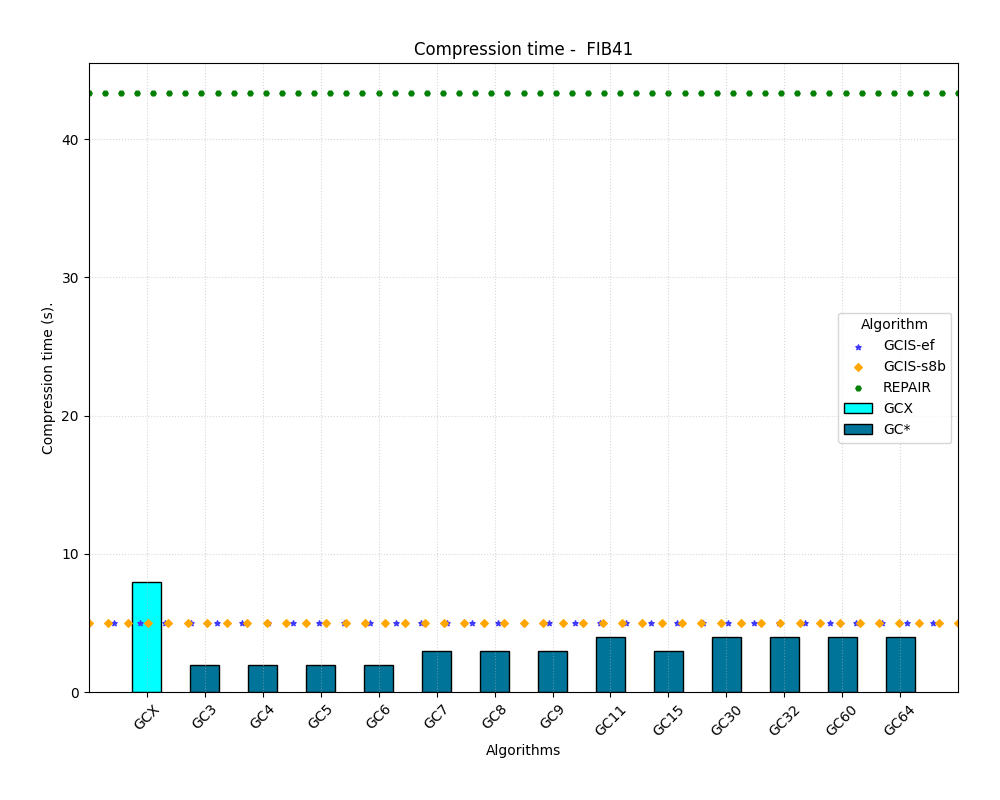 Compression time -  FIB41
Compression time (s).
40
30
20
10
0
Algorithm
GCIS-ef
GCIS-s8b
REPAIR
GCX
GC*
GCX GC3 GC4 GC5 GC6 GC7 GC8 GC9 GC11 GC15 GC30 GC32 GC60 GC64
Algorithms